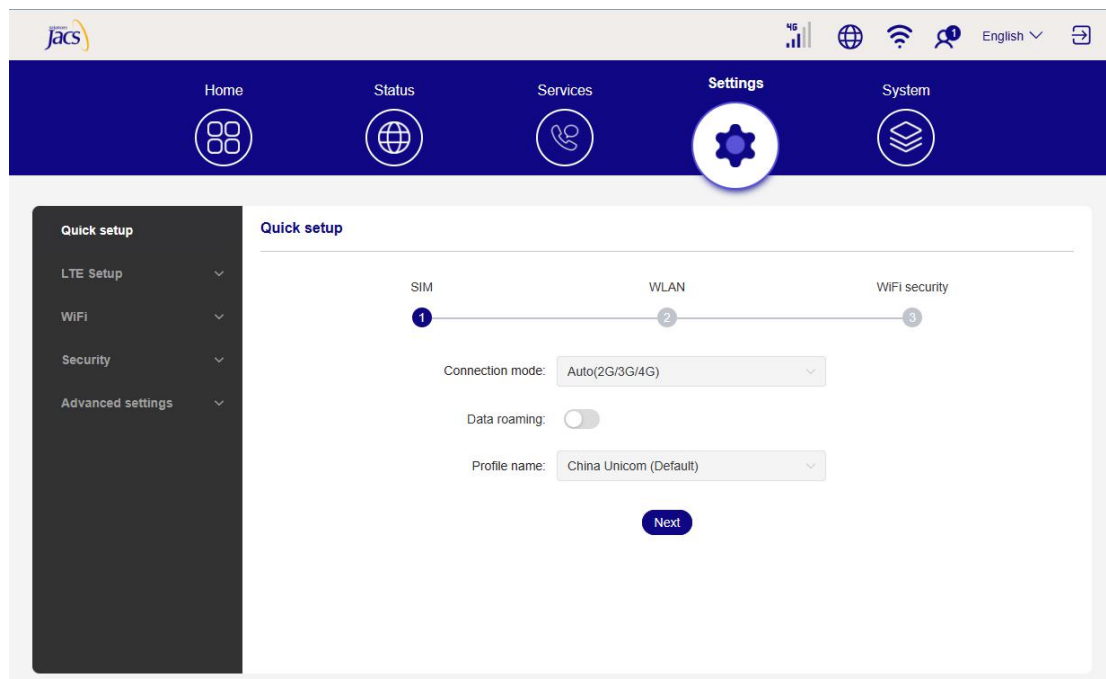 solutions
jacs
4G
1
English
Home
Status
Services
Settings
System
Quick setup
LTE Setup
WiFi
Security
Advanced settings
Quick setup
SIM
WLAN
WiFi security
1
2
3
Connection mode:
Auto(2G/3G/4G)
Data roaming:
Profile name:
China Unicom (Default)
Next